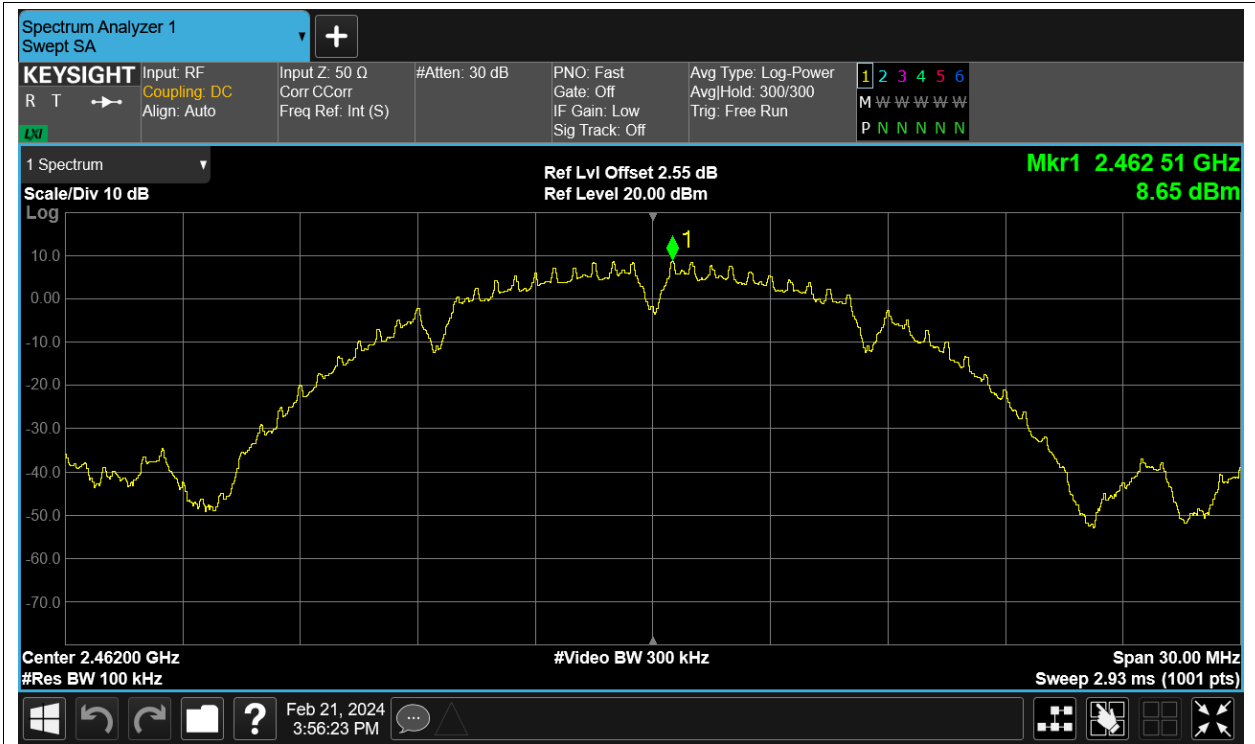 Spectrum Analyzer 1
Swept SA
KEYSIGHT
R T
LXI
Input: RF
Coupling: DC
Align: Auto
Input Z: 50 Ω
Corr CCorr
Freq Ref: Int (S)
#Atten: 30 dB
PNO: Fast
Gate: Off
IF Gain: Low
Sig Track: Off
Avg Type: Log-Power
Avg|Hold: 300/300
Trig: Free Run
1 2 3 4 5 6
M W W W W W
P N N N N N
1 Spectrum
Scale/Div 10 dB
Log
Ref Lvl Offset 2.55 dB
Ref Level 20.00 dBm
Mkr1 2.462 51 GHz
8.65 dBm
1
10.0
0.00
-10.0
-20.0
-30.0
-40.0
-50.0
-60.0
-70.0
Center 2.46200 GHz
#Res BW 100 kHz
#Video BW 300 kHz
Span 30.00 MHz
Sweep 2.93 ms (1001 pts)
?
Feb 21, 2024
3:56:23 PM